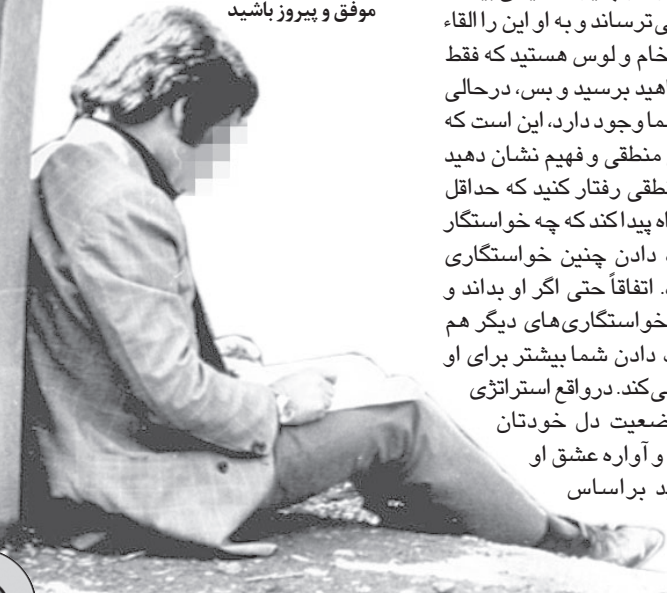 موفق و پیروز باشید
ی‌ترساند و به او این را القاء
خام و لوس هستید که فقط
اهید برسید و بس، درحالی
ما وجود دارد، این است که
منطقی و فهیم نشان دهید
نطقی رفتار کنید که حداقل
اه پیدا کند که چه خواستگار
دادن چنین خواستگاری
. اتفاقاً حتی اگر او بداند و
خواستگاری‌های دیگر هم
دادن شما بیشتر برای او
ی‌کند. درواقع استراتژی
ضعیت دل خودتان
و آواره عشق او
د براساس